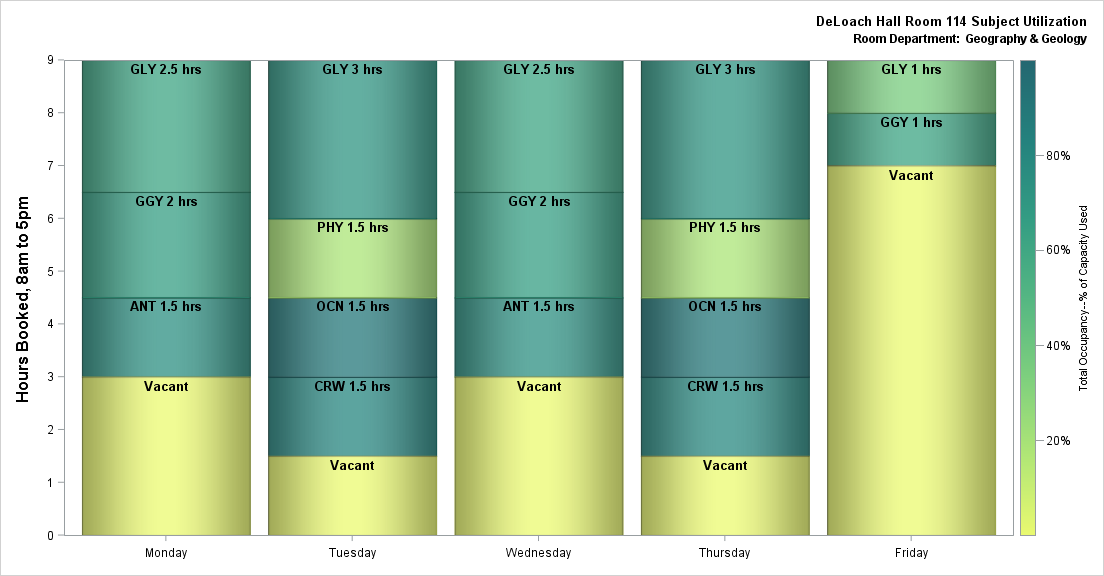 DeLoach Hall Room 114 Subject Utilization
Room Department: Geography & Geology
Hours Booked, 8am to 5pm
9
8
7
6
5
4
3
2
1
0
GLY 2.5 hrs
GGY 2 hrs
ANT 1.5 hrs
Vacant
Monday
GLY 3 hrs
PHY 1.5 hrs
OCN 1.5 hrs
CRW 1.5 hrs
Vacant
Tuesday
GLY 2.5 hrs
GGY 2 hrs
ANT 1.5 hrs
Vacant
Wednesday
GLY 3 hrs
PHY 1.5 hrs
OCN 1.5 hrs
CRW 1.5 hrs
Vacant
Thursday
GLY 1 hrs
GGY 1 hrs
Vacant
Friday
80%
60%
40%
20%
Total Occupancy--% of Capacity Used